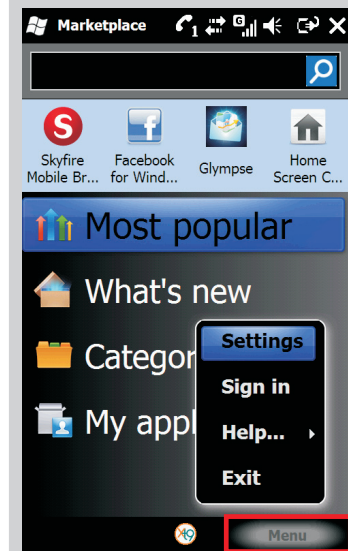 Marketplace
1
G
S
Skyfire
Mobile Br...
f
Facebook
for Wind...
Glympse
Home
Screen C...
Most popular
What's new
Categor
Settings
Sign in
My appl
Help...
Exit
Menu